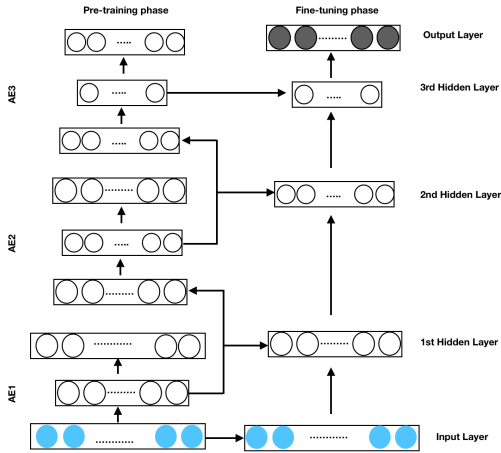 Pre-training phase
Fine-tuning phase
Output Layer
AE3
3rd Hidden Layer
2nd Hidden Layer
AE2
1st Hidden Layer
AE1
Input Layer